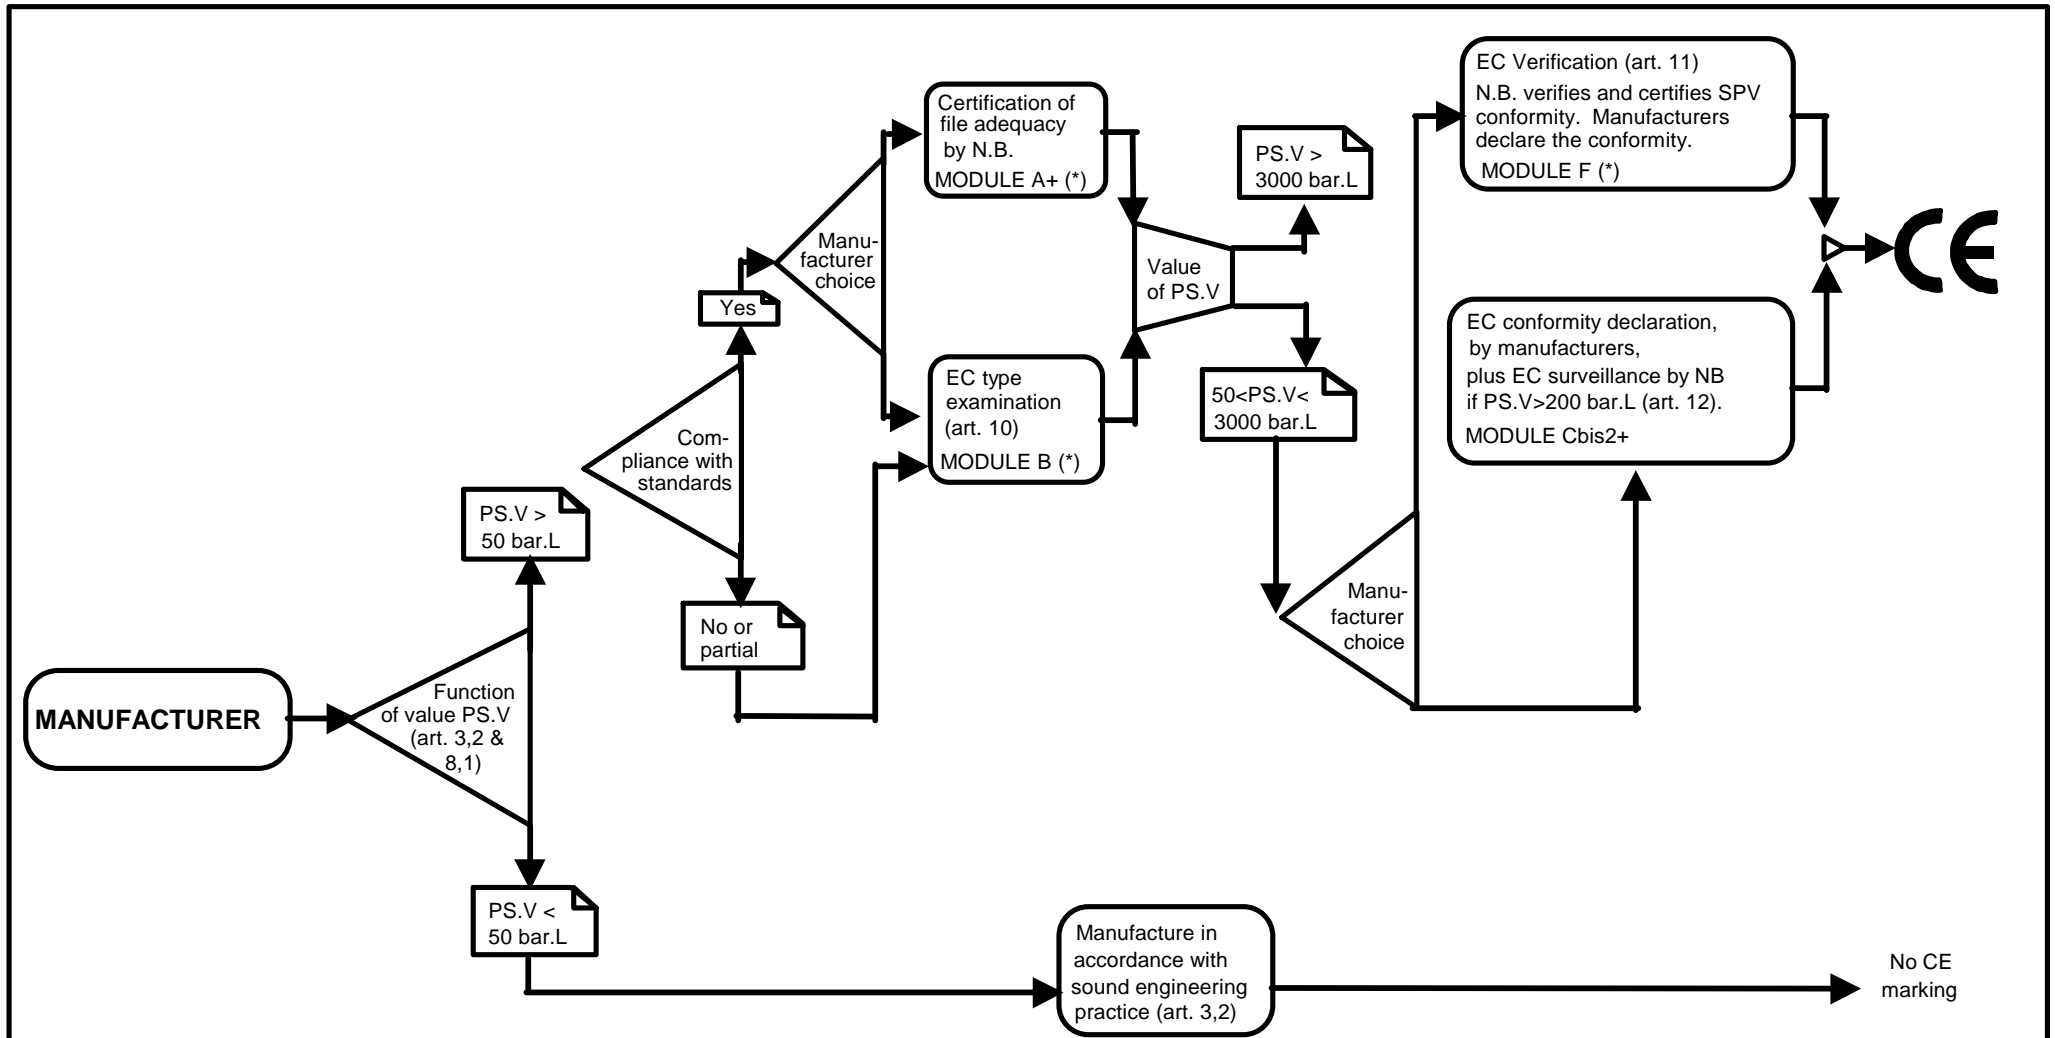 MANUFACTURER
Function
of value PS.V
(art. 3,2 &
8,1)
PS.V >
50 bar.L
PS.V <
50 bar.L
Com-
pliance with
standards
Yes
No or
partial
Manu-
facturer
choice
Certification of
file adequacy
by N.B.
MODULE A+ (*)
EC type
examination
(art. 10)
MODULE B (*)
Value
of PS.V
PS.V >
3000 bar.L
50<PS.V<
3000 bar.L
Manu-
facturer
choice
EC Verification (art. 11)
N.B. verifies and certifies SPV
conformity. Manufacturers
declare the conformity.
MODULE F (*)
EC conformity declaration,
by manufacturers,
plus EC surveillance by NB
if PS.V>200 bar.L (art. 12).
MODULE Cbis2+
CE
Manufacture in
accordance with
sound engineering
practice (art. 3,2)
No CE
marking